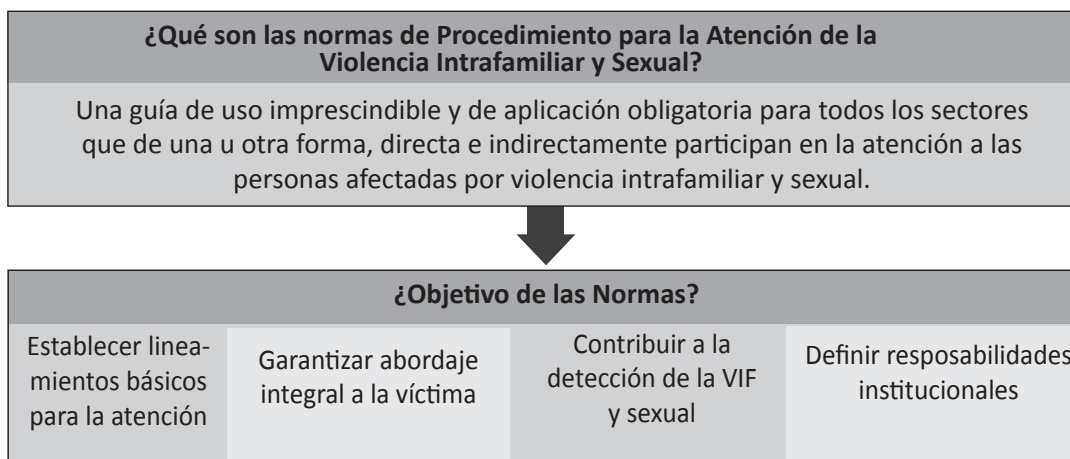 ¿Qué son las normas de Procedimiento para la Atención de la
Violencia Intrafamiliar y Sexual?
Una guía de uso imprescindible y de aplicación obligatoria para todos los sectores
que de una u otra forma, directa e indirectamente participan en la atención a las
personas afectadas por violencia intrafamiliar y sexual.
¿Objetivo de las Normas?
Establecer linea-
mientos básicos
para la atención
Garantizar abordaje
integral a la víctima
Contribuir a la
detección de la VIF
y sexual
Definir resposabilidades
institucionales